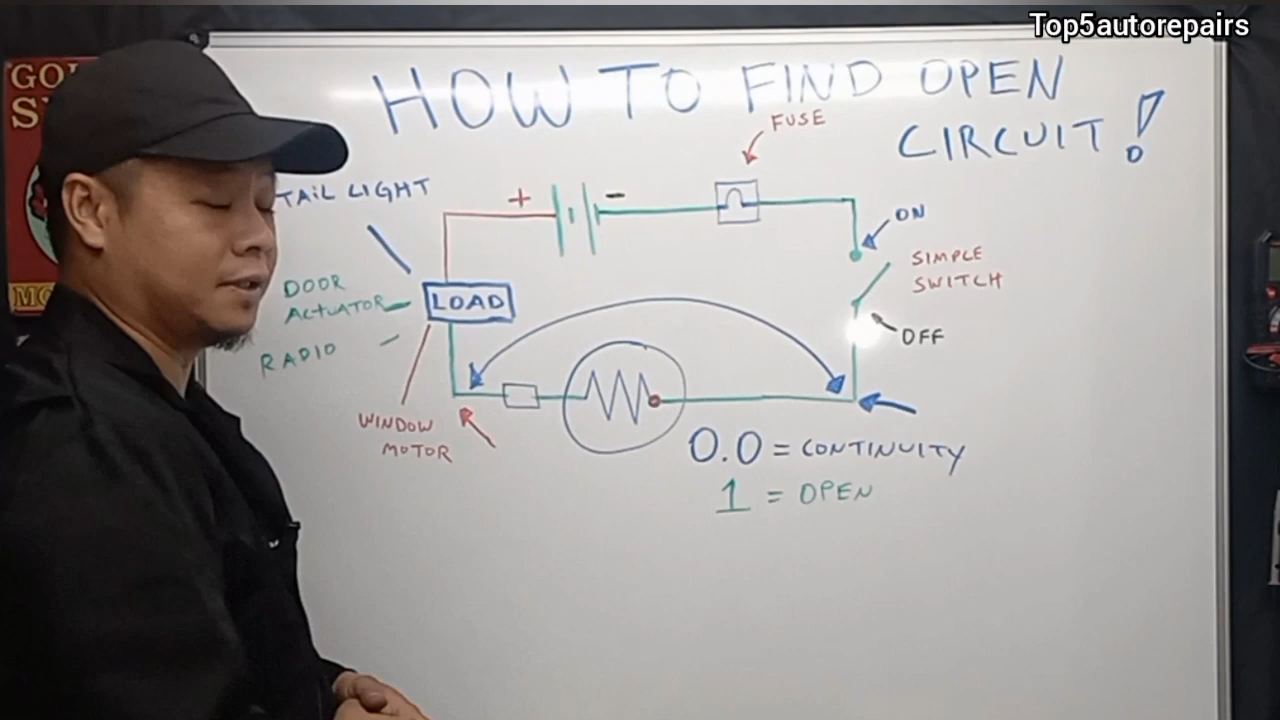 Top5autorepairs
HOW TO FIND OPEN
CIRCUIT!
FUSE
TAIL LIGHT
+
-
ON
SIMPLE
SWITCH
DOOR
ACTUATOR
LOAD
OFF
RADIO
WINDOW
MOTOR
0.0 = CONTINUITY
1 = OPEN